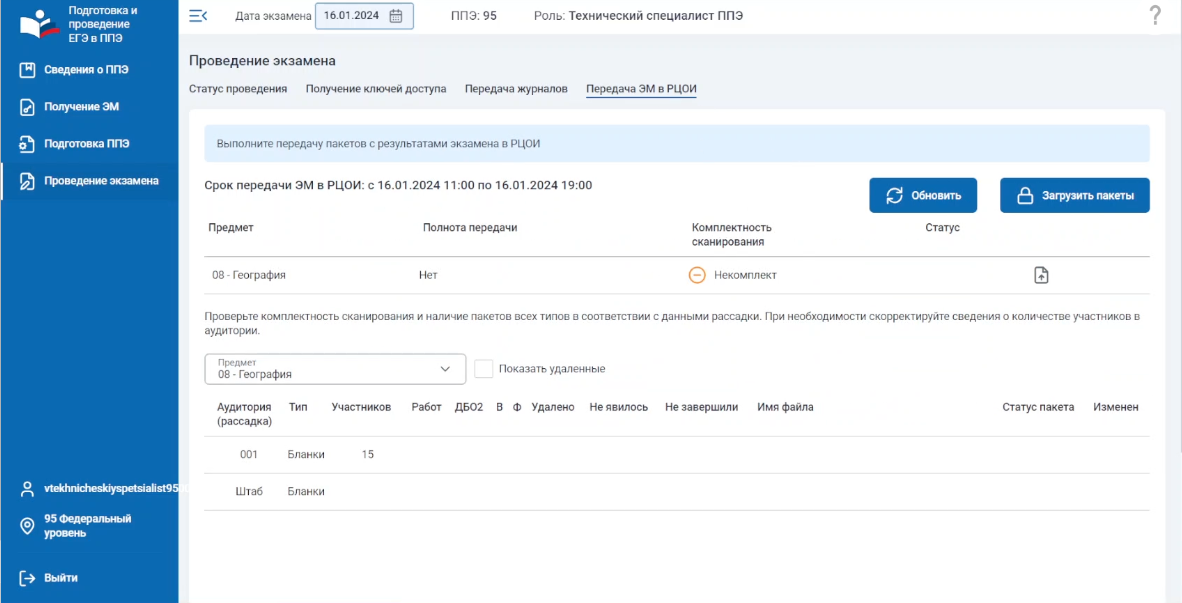 Подготовка и
проведение
ЕГЭ в ППЭ
Дата экзамена 16.01.2024 ППЭ: 95 Роль: Технический специалист ППЭ ?
Сведения о ППЭ
Получение ЭМ
Подготовка ППЭ
Проведение экзамена
Проведение экзамена
Статус проведения Получение ключей доступа Передача журналов Передача ЭМ в РЦОИ
Выполните передачу пакетов с результатами экзамена в РЦОИ
Срок передачи ЭМ в РЦОИ: с 16.01.2024 11:00 по 16.01.2024 19:00
Обновить Загрузить пакеты
Предмет Полнота передачи Комплектность Статус
сканирования
08 - География Нет Некомплект
Проверьте комплектность сканирования и наличие пакетов всех типов в соответствии с данными рассадки. При необходимости скорректируйте сведения о количестве участников в
аудитории.
Предмет
08 - География
Показать удаленные
Аудитория Тип Участников Работ ДБО2 В Ф Удалено Не явилось Не завершили Имя файла Статус пакета Изменен
(рассадка)
001 Бланки 15
Штаб Бланки
vtekhnicheskiyspetsialist95
95 Федеральный
уровень
Выйти